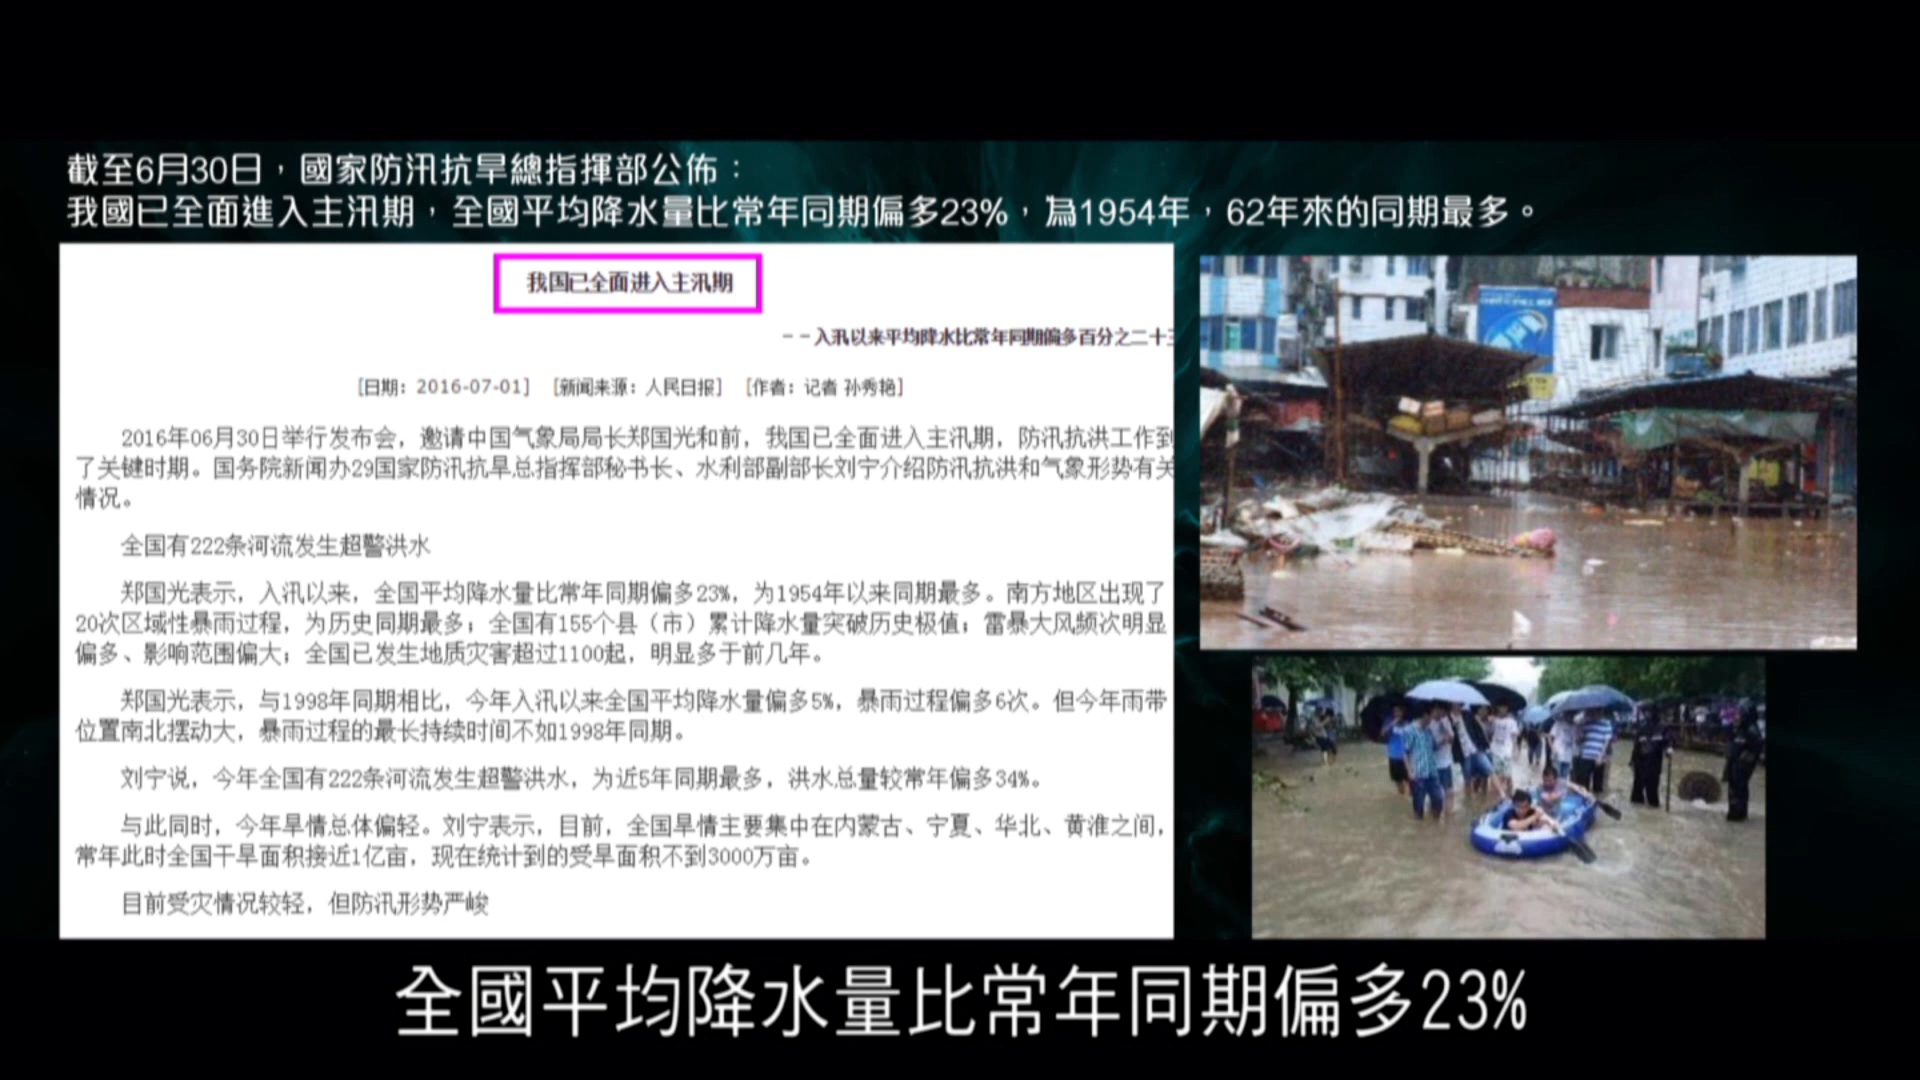 截至6月30日，國家防汛抗旱總指揮部公佈：
我國已全面進入主汛期，全國平均降水量比常年同期偏多23%，為1954年，62年來的同期最多。
我国已全面进入主汛期
－－入汛以来平均降水比常年同期偏多百分之二十三
[日期：2016-07-01] [新闻来源：人民日报] [作者：记者 孙秀艳]
2016年06月30日举行发布会，邀请中国气象局局长郑国光和前，我国已全面进入主汛期，防汛抗洪工作到
了关键时期。国务院新闻办29国家防汛抗旱总指挥部秘书长、水利部副部长刘宁介绍防汛抗洪和气象形势有关
情况。
全国有222条河流发生超警洪水
郑国光表示，入汛以来，全国平均降水量比常年同期偏多23%，为1954年以来同期最多。南方地区出现了
20次区域性暴雨过程，为历史同期最多；全国有155个县（市）累计降水量突破历史极值；雷暴大风频次明显
偏多、影响范围偏大；全国已发生地质灾害超过1100起，明显多于前几年。
郑国光表示，与1998年同期相比，今年入汛以来全国平均降水量偏多5%，暴雨过程偏多6次。但今年雨带
位置南北摆动大，暴雨过程的最长持续时间不如1998年同期。
刘宁说，今年全国有222条河流发生超警洪水，为近5年同期最多，洪水总量较常年偏多34%。
与此同时，今年旱情总体偏轻。刘宁表示，目前，全国旱情主要集中在内蒙古、宁夏、华北、黄淮之间，
常年此时全国干旱面积接近1亿亩，现在统计到的受旱面积不到3000万亩。
目前受灾情况较轻，但防汛形势严峻
全國平均降水量比常年同期偏多23%